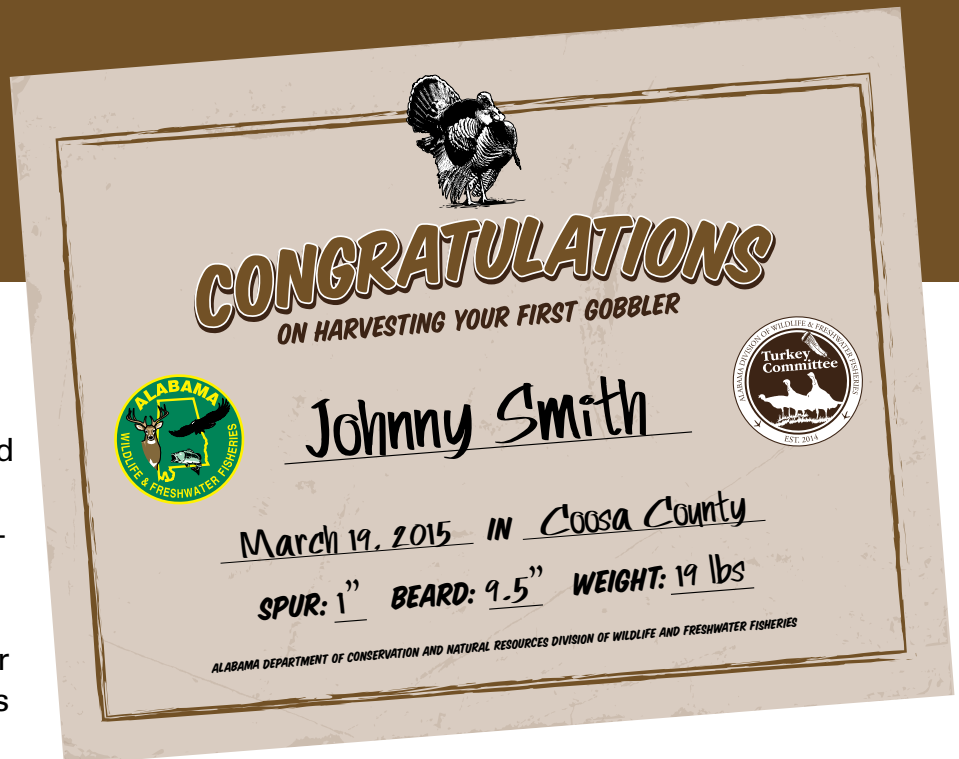 CONGRATULATIONS
ON HARVESTING YOUR FIRST GOBBLER
ALABAMA
WILDLIFE & FRESHWATER FISHERIES
ALABAMA DIVISION OF WILDLIFE & FRESHWATER FISHERIES
Turkey
Committee
EST. 2014
Johnny Smith
d
-
March 19, 2015 IN Coosa County
SPUR: 1” BEARD: 9.5” WEIGHT: 19 lbs
ALABAMA DEPARTMENT OF CONSERVATION AND NATURAL RESOURCES DIVISION OF WILDLIFE AND FRESHWATER FISHERIES
r
s